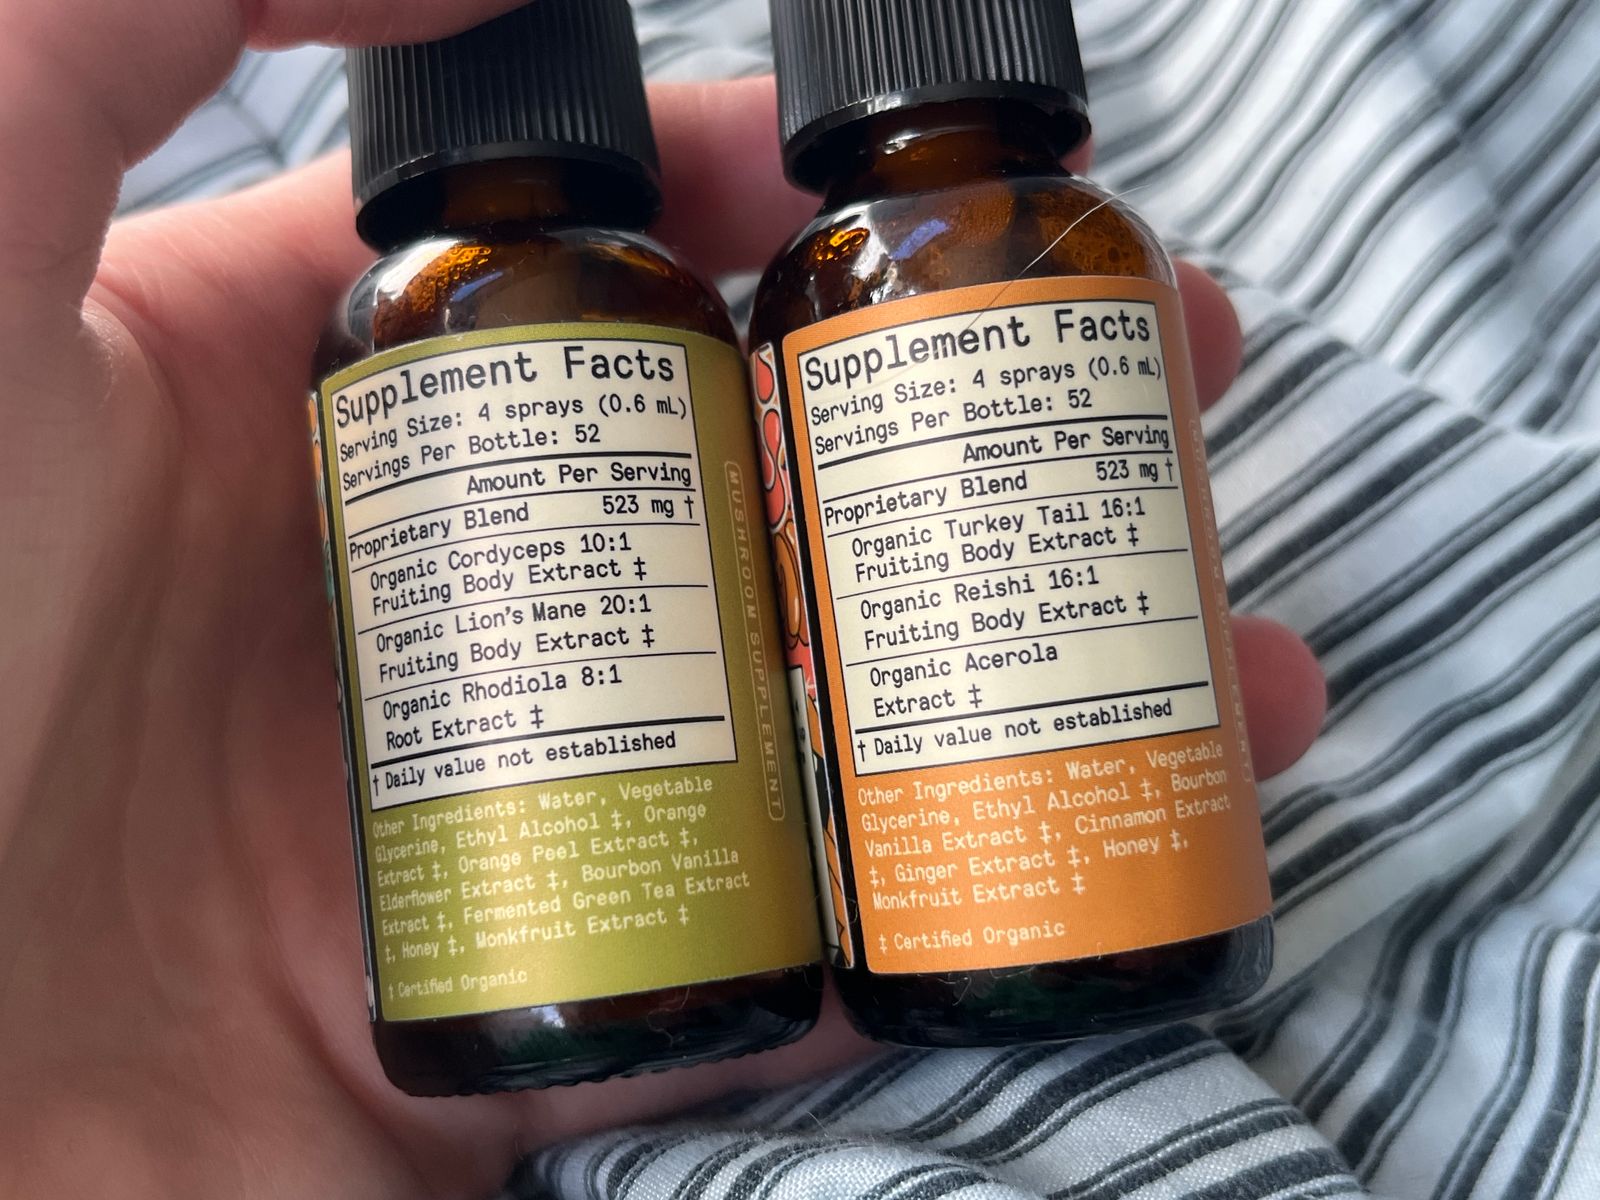 Supplement Facts
Serving Size: 4 sprays (0.6 mL)
Servings Per Bottle: 52
Amount Per Serving
Proprietary Blend 523 mg †
Organic Cordyceps 10:1
Fruiting Body Extract ‡
Organic Lion's Mane 20:1
Fruiting Body Extract ‡
Organic Rhodiola 8:1
Root Extract ‡
† Daily value not established
Other Ingredients: Water, Vegetable
Glycerine, Ethyl Alcohol ‡, Orange
Extract ‡, Orange Peel Extract ‡,
Elderflower Extract ‡, Bourbon Vanilla
Extract ‡, Fermented Green Tea Extract
‡, Honey ‡, Monkfruit Extract ‡
‡ Certified Organic
MUSHROOM SUPPLEMENT
Supplement Facts
Serving Size: 4 sprays (0.6 mL)
Servings Per Bottle: 52
Amount Per Serving
Proprietary Blend 523 mg †
Organic Turkey Tail 16:1
Fruiting Body Extract ‡
Organic Reishi 16:1
Fruiting Body Extract ‡
Organic Acerola
Extract ‡
† Daily value not established
Other Ingredients: Water, Vegetable
Glycerine, Ethyl Alcohol ‡, Bourbon
Vanilla Extract ‡, Cinnamon Extract
‡, Ginger Extract ‡, Honey ‡,
Monkfruit Extract ‡
‡ Certified Organic
MUSHROOM SUPPLEMENT